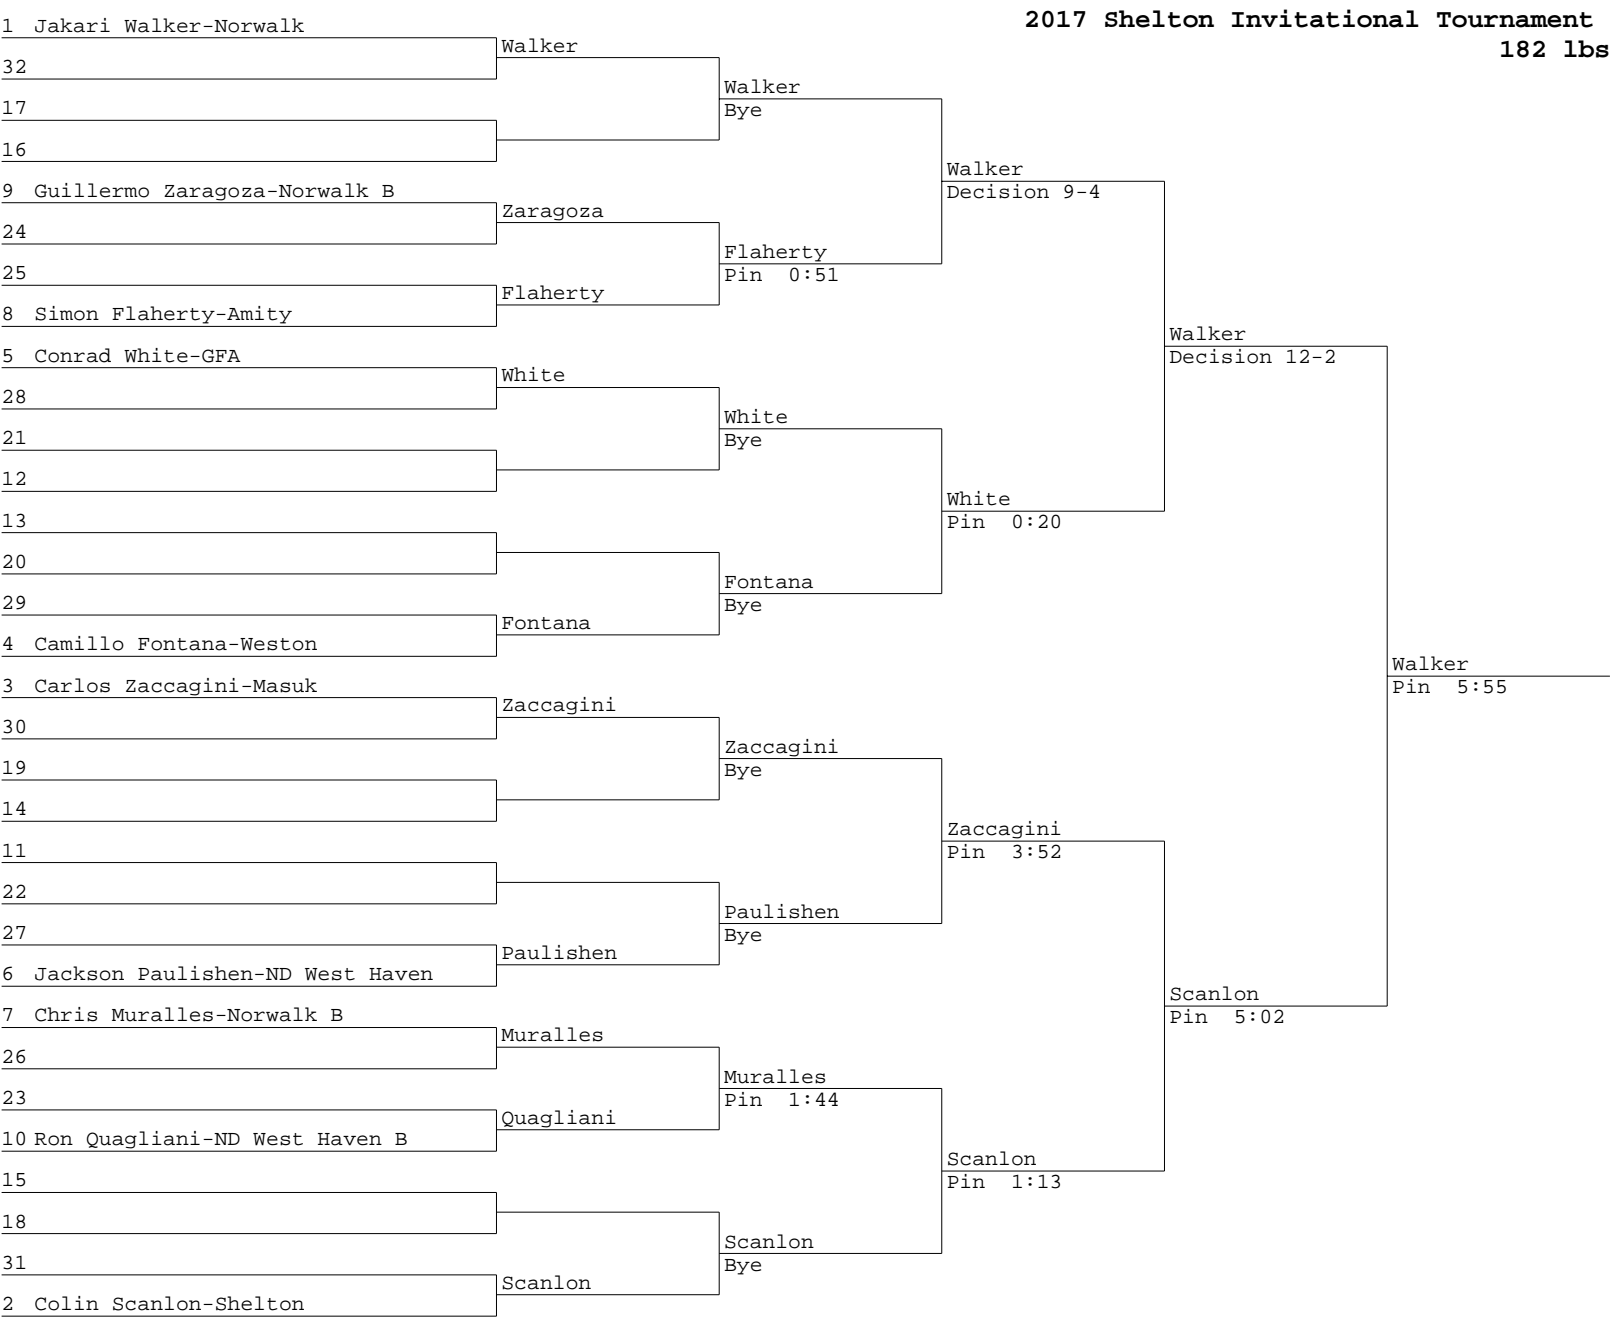 2017 Shelton Invitational Tournament
182 lbs
1 Jakari Walker-Norwalk
Walker
32
Walker
17
Bye
16
Walker
9 Guillermo Zaragoza-Norwalk B
Decision 9-4
Zaragoza
24
Flaherty
25
Pin 0:51
Flaherty
8 Simon Flaherty-Amity
Walker
5 Conrad White-GFA
Decision 12-2
White
28
White
21
Bye
12
White
13
Pin 0:20
20
Fontana
29
Bye
Fontana
4 Camillo Fontana-Weston
Walker
3 Carlos Zaccagini-Masuk
Pin 5:55
Zaccagini
30
Zaccagini
19
Bye
14
Zaccagini
11
Pin 3:52
22
Paulishen
27
Bye
Paulishen
6 Jackson Paulishen-ND West Haven
Scanlon
7 Chris Muralles-Norwalk B
Pin 5:02
Muralles
26
Muralles
23
Pin 1:44
Quagliani
10 Ron Quagliani-ND West Haven B
Scanlon
15
Pin 1:13
18
Scanlon
31
Bye
Scanlon
2 Colin Scanlon-Shelton